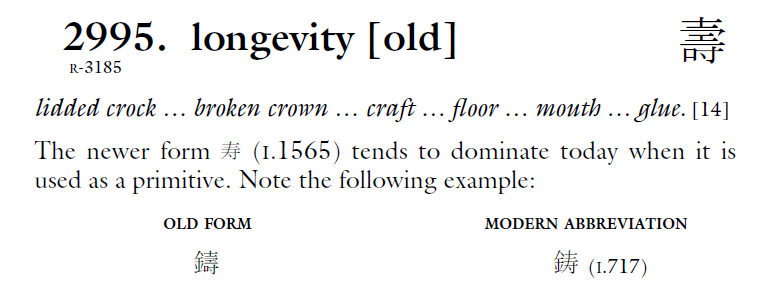 2995. longevity [old] 壽
R-3185
lidded crock … broken crown … craft … floor … mouth … glue. [14]
The newer form 寿 (I.1565) tends to dominate today when it is
used as a primitive. Note the following example:
OLD FORM MODERN ABBREVIATION
鑄 鋳 (I.717)